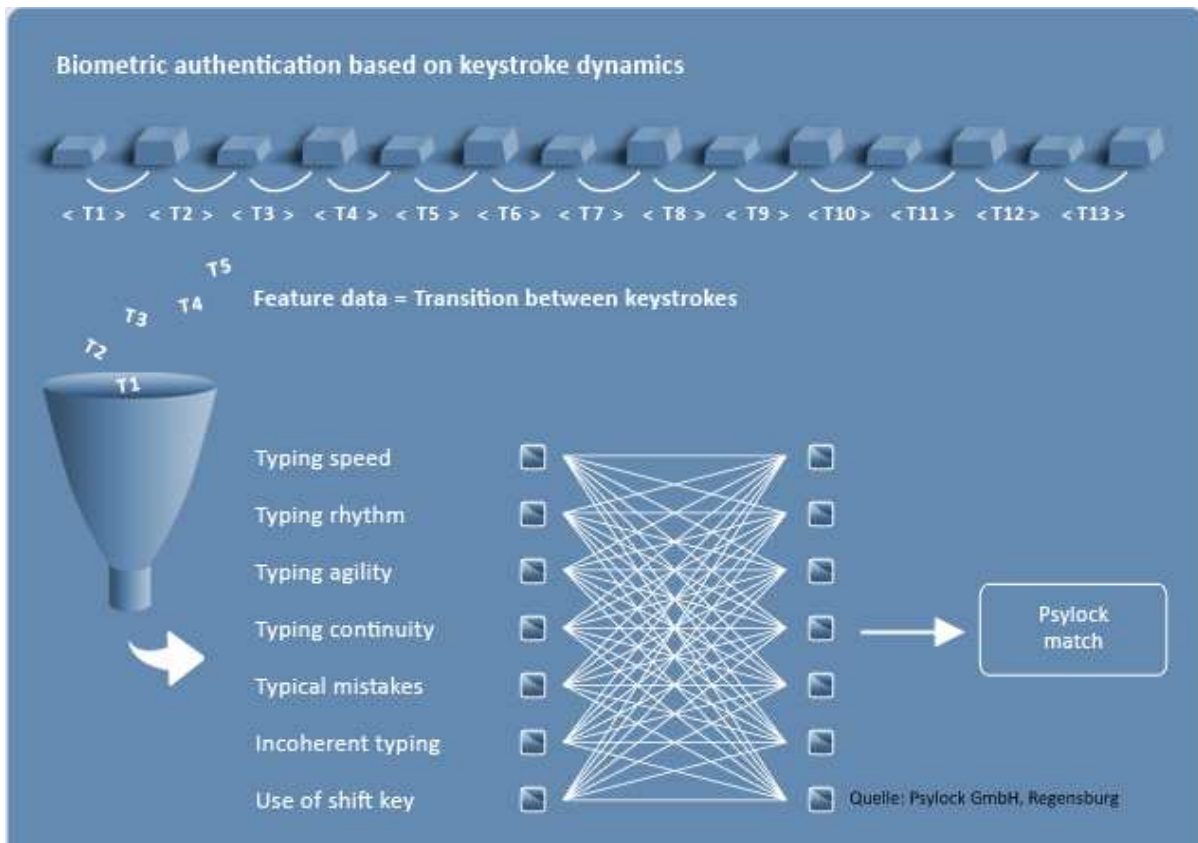 Biometric authentication based on keystroke dynamics
< T1 > < T2 > < T3 > < T4 > < T5 > < T6 > < T7 > < T8 > < T9 > < T10 > < T11 > < T12 > < T13 >
T5
T4
T3
T2
T1
Feature data = Transition between keystrokes
Typing speed
Typing rhythm
Typing agility
Typing continuity
Typical mistakes
Incoherent typing
Use of shift key
Psylock
match
Quelle: Psylock GmbH, Regensburg